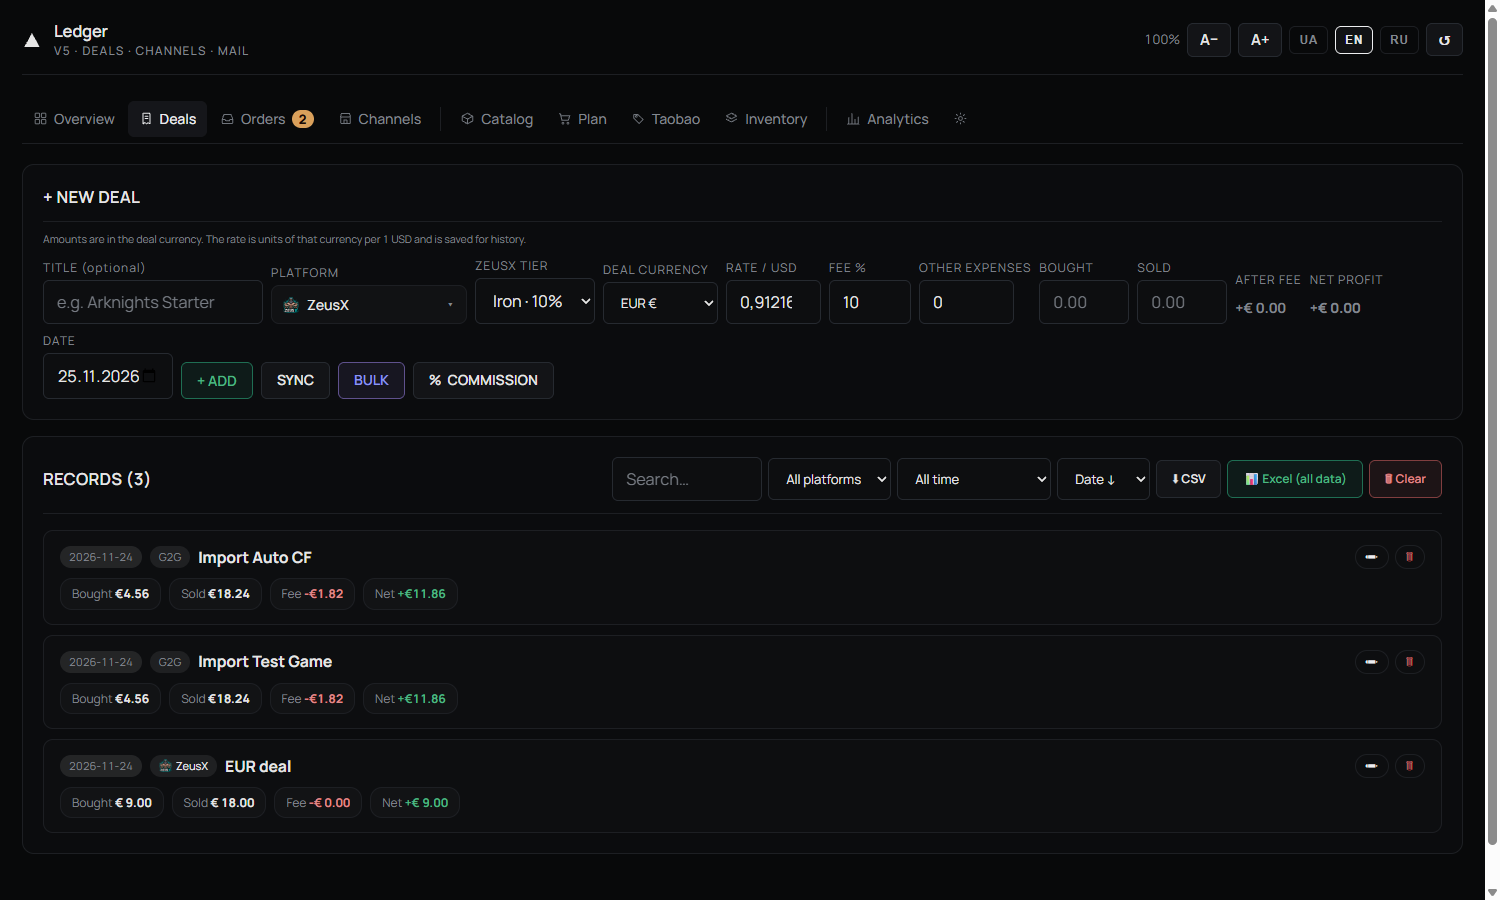 Ledger
V5 · DEALS · CHANNELS · MAIL
100% A− A+ UA EN RU ↺
Overview Deals Orders 2 Channels Catalog Plan Taobao Inventory Analytics
+ NEW DEAL
Amounts are in the deal currency. The rate is units of that currency per 1 USD and is saved for history.
TITLE (optional) PLATFORM ZEUSX TIER DEAL CURRENCY RATE / USD FEE % OTHER EXPENSES BOUGHT SOLD AFTER FEE NET PROFIT
e.g. Arknights Starter ZeusX Iron · 10% EUR € 0,91216 10 0 0.00 0.00 +€ 0.00 +€ 0.00
DATE
25.11.2026 + ADD SYNC BULK % COMMISSION
RECORDS (3) Search... All platforms All time Date ↓ ⬇CSV Excel (all data) Clear
2026-11-24 G2G Import Auto CF
Bought €4.56 Sold €18.24 Fee -€1.82 Net +€11.86
2026-11-24 G2G Import Test Game
Bought €4.56 Sold €18.24 Fee -€1.82 Net +€11.86
2026-11-24 ZeusX EUR deal
Bought € 9.00 Sold € 18.00 Fee -€ 0.00 Net +€ 9.00